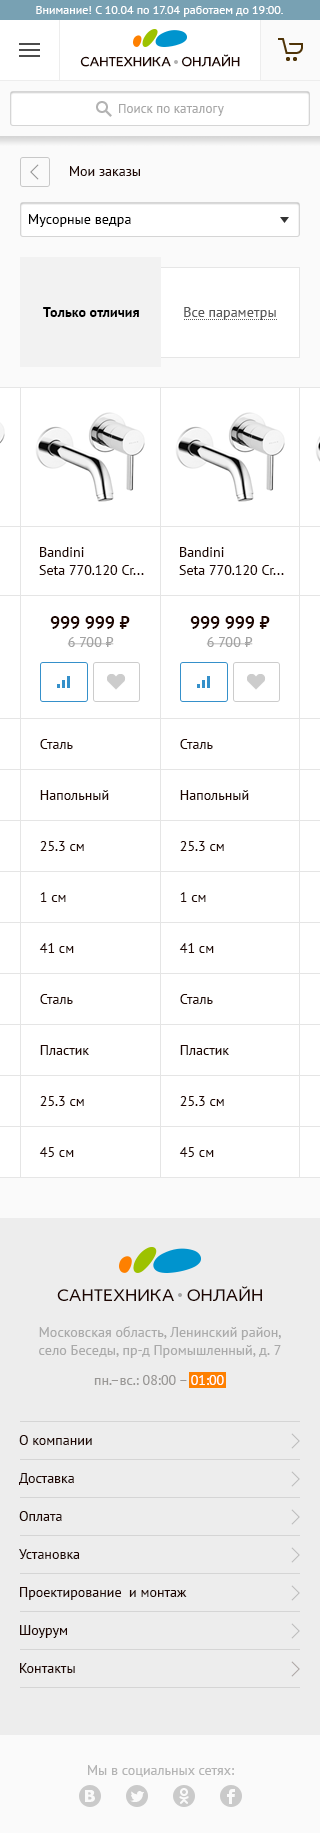 Внимание! С 10.04 по 17.04 работаем до 19:00.
САНТЕХНИКА • ОНЛАЙН
Поиск по каталогу
Мои заказы
Мусорные ведра
Только отличия
Все параметры
Bandini
Seta 770.120 Cr...
Bandini
Seta 770.120 Cr...
999 999 ₽
999 999 ₽
6 700 ₽
6 700 ₽
Сталь
Сталь
Напольный
Напольный
25.3 см
25.3 см
1 см
1 см
41 см
41 см
Сталь
Сталь
Пластик
Пластик
25.3 см
25.3 см
45 см
45 см
САНТЕХНИКА • ОНЛАЙН
Московская область, Ленинский район,
село Беседы, пр-д Промышленный, д. 7
пн.–вс.: 08:00 – 01:00
О компании
Доставка
Оплата
Установка
Проектирование и монтаж
Шоурум
Контакты
Мы в социальных сетях: